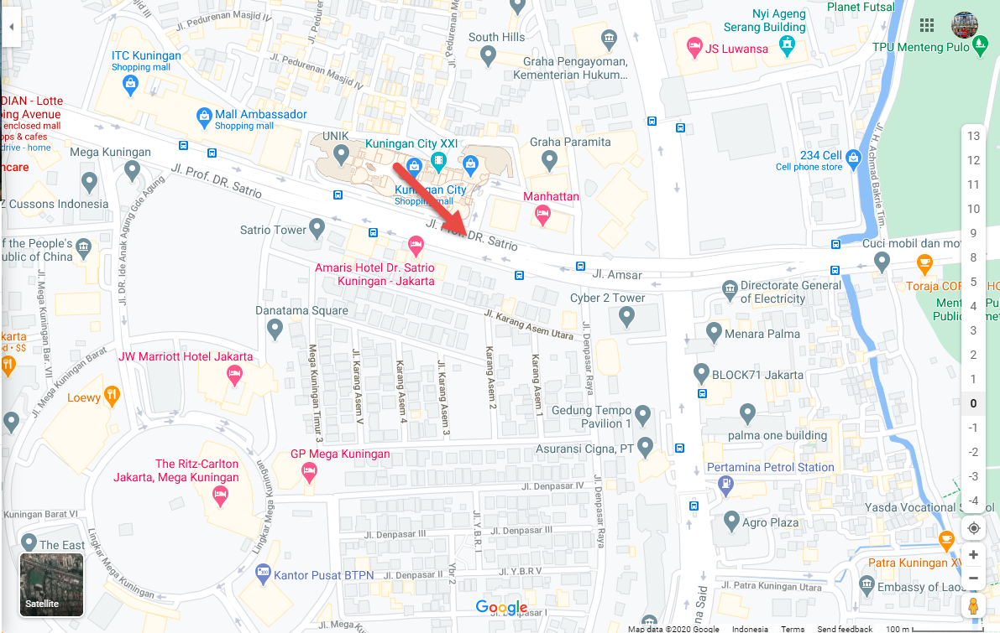 Jl. Pedurenan Masjid IV
Jl. Pedurenan
Jl. Pedurenan M
Planet Futsal
Nyi Ageng
Serang Building
JS Luwansa
TPU Menteng Pulo
South Hills
Graha Pengayoman,
Kementerian Hukum...
ITC Kuningan
Shopping mall
Jl. Pedurenan Masjid IV
DIAN - Lotte
ping Avenue
enclosed mall
ops & cafes
drive - home
ncare
Mall Ambassador
Shopping mall
UNIK
Kuningan City XXI
Graha Paramita
Mega Kuningan
234 Cell
Cell phone store
Jl. H. Achmad Bakrie Tim.
Jl. Prof. DR. Satrio
Kuningan City
Shopping mall
Manhattan
Z Cussons Indonesia
Jl. DR. Ide Anak Agung Gde Agung
Satrio Tower
Jl. Prof. DR. Satrio
f the People's
ublic of China
Amaris Hotel Dr. Satrio
Kuningan - Jakarta
Jl. Amsar
Cuci mobil dan mot
Toraja COF
HO
Directorate General
of Electricity
Cyber 2 Tower
Ment
Public
met
Pulo
Jl. Mega Kuningan Bar. VII
Danatama Square
Jl. Karang Asem Utara
Menara Palma
karta
d • $$
JW Marriott Hotel Jakarta
Mega Kuningan Timur 3
Jl. Karang Asem V
Karang Asem 4
Jl. Karang Asem 3
Karang Asem 2
Karang Asem 1
Jl. Denpasar Raya
BLOCK71 Jakarta
Jl. Mega Kuningan Barat
Loewy
Gedung Tempo
Pavilion 1
palma one building
Asuransi Cigna, PT
GP Mega Kuningan
The Ritz-Carlton
Jakarta, Mega Kuningan
Pertamina Petrol Station
Jl. Denpasar IV
Lingkar Mega Kuningan
Jl. Denpasar Raya
Kuningan Barat VI
Jl.Y.B.R I
Yasda Vocational S
ol
Agro Plaza
Jl. Denpasar III
The East
Lingkar Mega Kuningan
Kantor Pusat BTPN
Jl. Denpasar II
Ybr 2
Jl. Y.B.R V
Patra Kuningan XV
Jl. Patra Kuningan
Embassy of Laos
na Said
Jl. Mega
Kuningan
13
12
11
10
9
8
5
4
3
2
1
0
-1
-2
-3
-4
Satellite
Google
Map data ©2020 Google
Indonesia
Terms
Send feedback
100 m